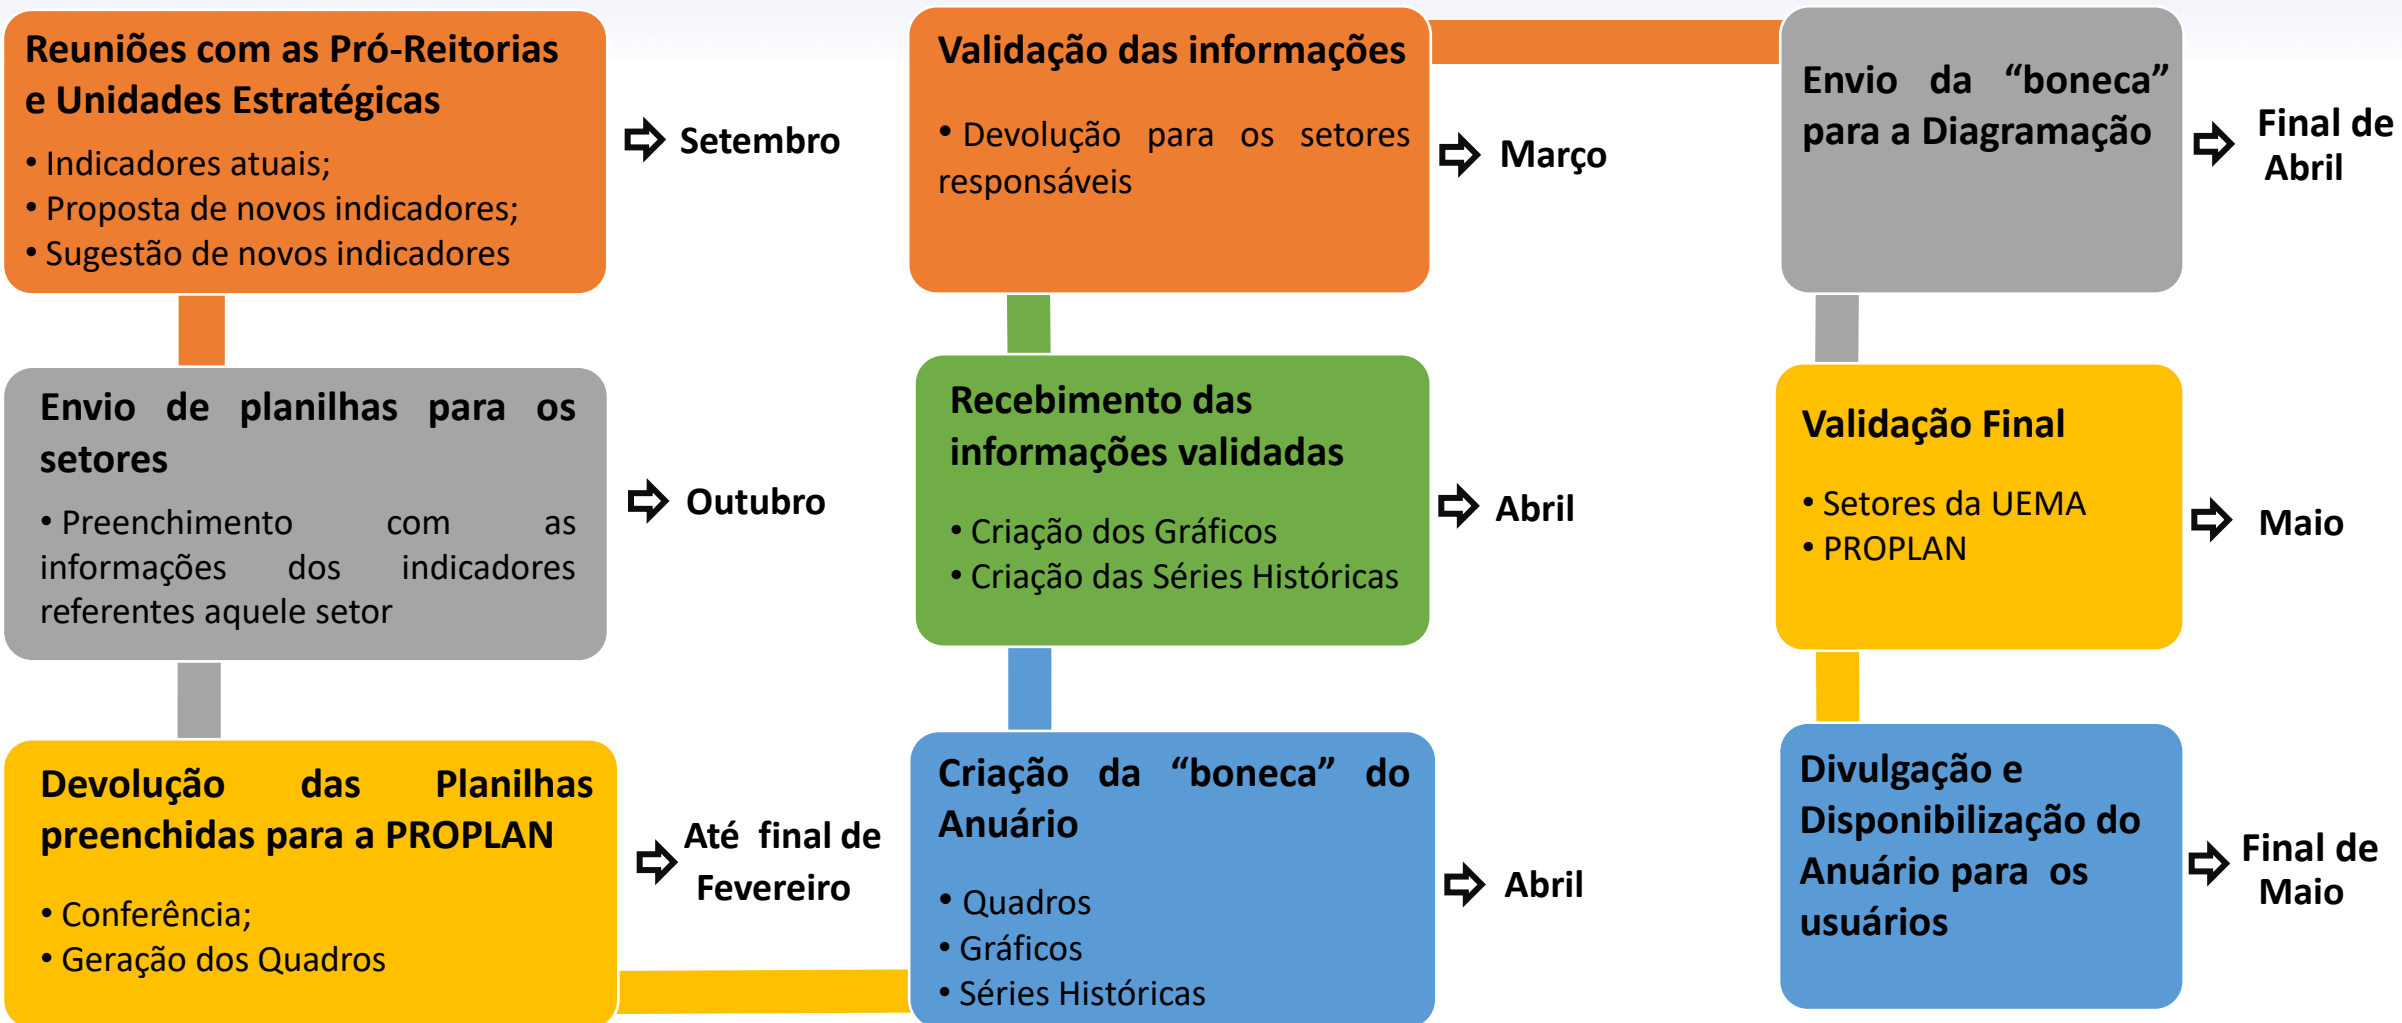 Reuniões com as Pró-Reitorias
e Unidades Estratégicas
• Indicadores atuais;
• Proposta de novos indicadores;
• Sugestão de novos indicadores
Setembro
Envio de planilhas para os
setores
• Preenchimento com as
informações dos indicadores
referentes aquele setor
Outubro
Devolução das Planilhas
preenchidas para a PROPLAN
• Conferência;
• Geração dos Quadros
Até final de
Fevereiro
Validação das informações
• Devolução para os setores
responsáveis
Março
Recebimento das
informações validadas
• Criação dos Gráficos
• Criação das Séries Históricas
Abril
Criação da “boneca” do
Anuário
• Quadros
• Gráficos
• Séries Históricas
Abril
Envio da “boneca”
para a Diagramação
Final de
Abril
Validação Final
• Setores da UEMA
• PROPLAN
Maio
Divulgação e
Disponibilização do
Anuário para os
usuários
Final de
Maio